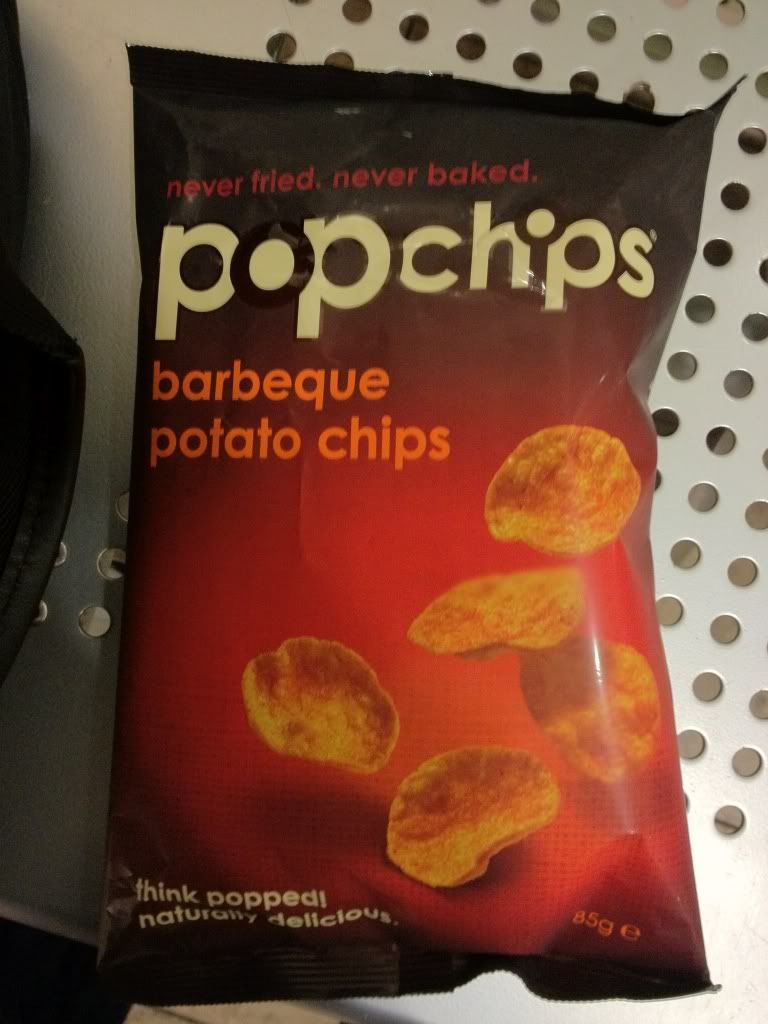 never fried. never baked.
popchips®
barbeque
potato chips
think popped!
naturally delicious.
85g ℮